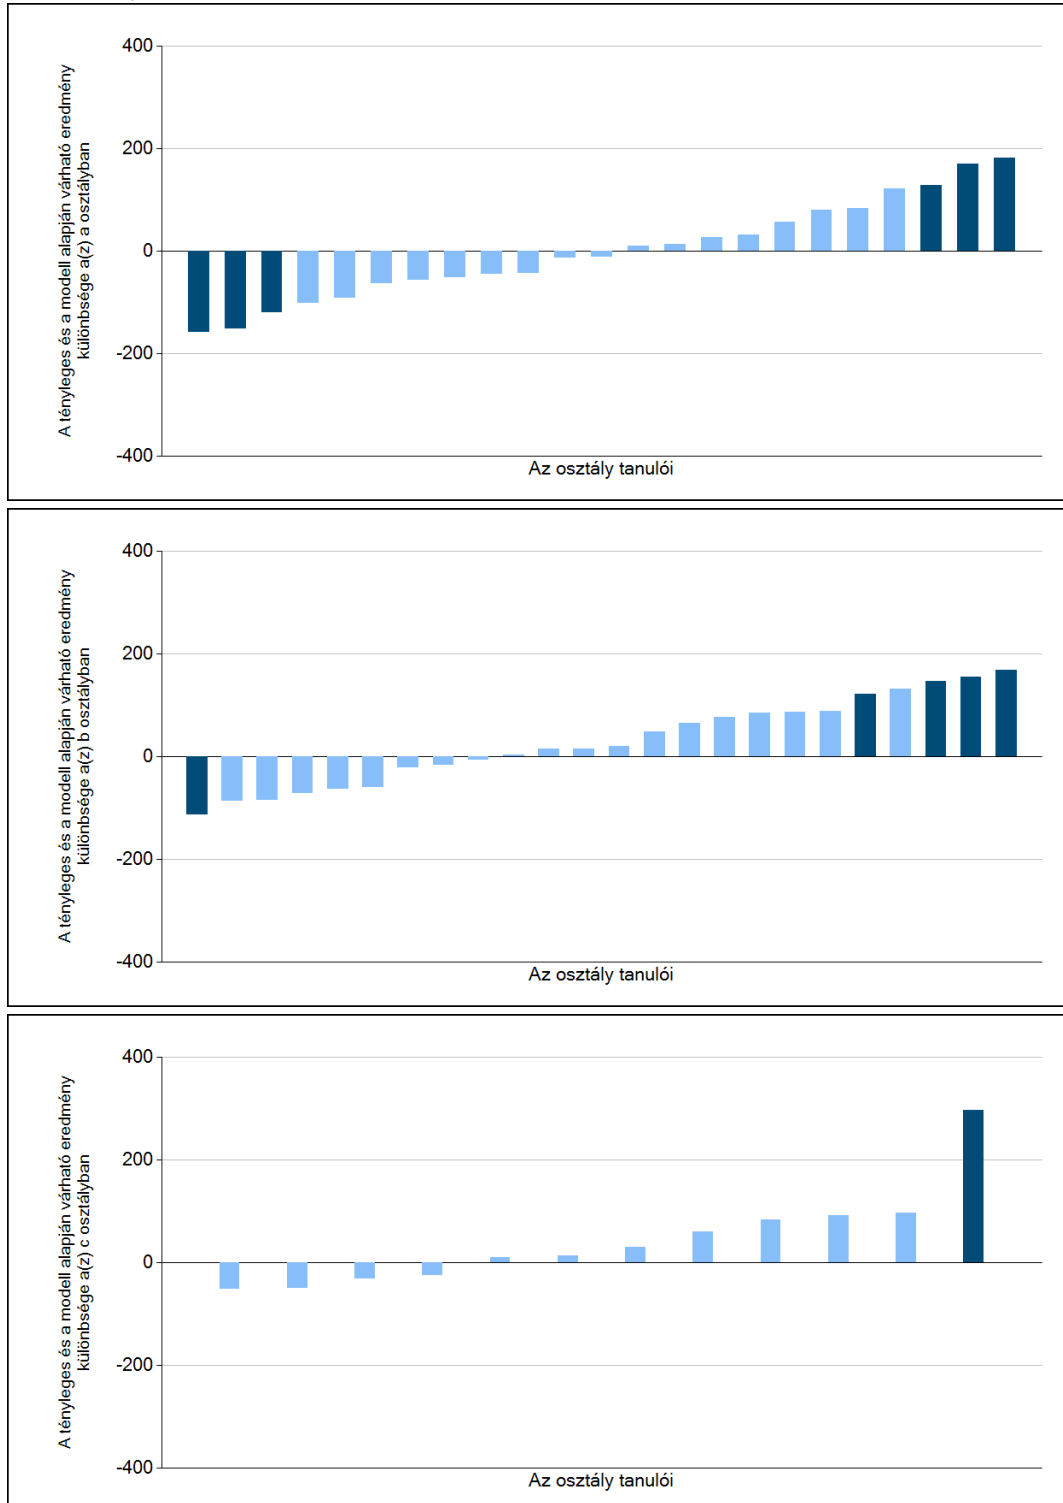 A tényleges és a modell alapján várható eredmény
különbsége a(z) a osztályban
400
200
0
-200
-400
Az osztály tanulói
A tényleges és a modell alapján várható eredmény
különbsége a(z) b osztályban
400
200
0
-200
-400
Az osztály tanulói
A tényleges és a modell alapján várható eredmény
különbsége a(z) c osztályban
400
200
0
-200
-400
Az osztály tanulói